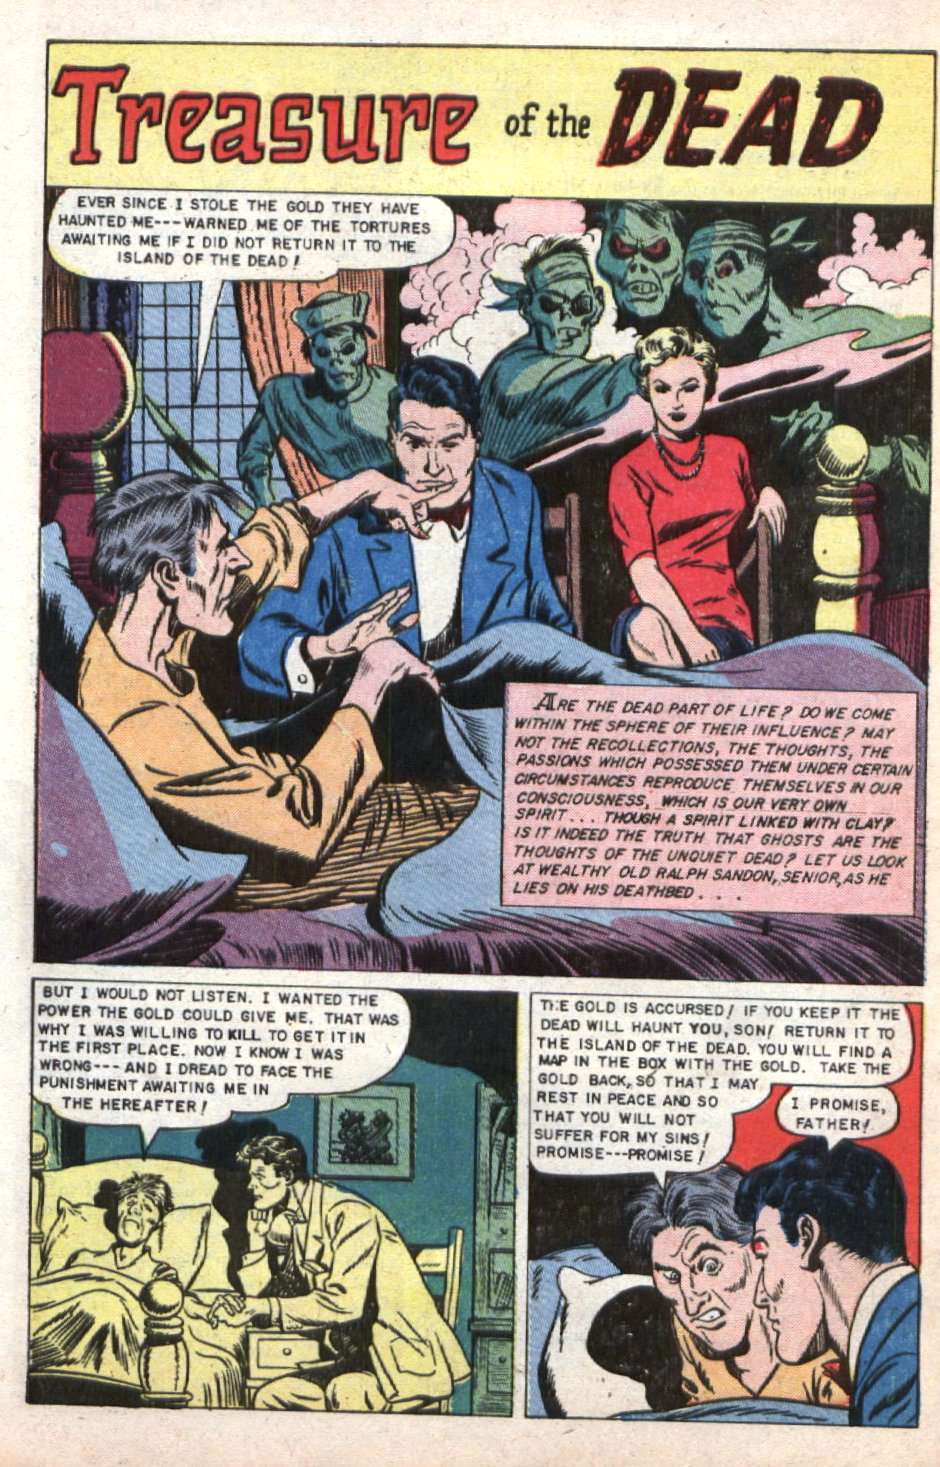 Treasure of the DEAD
EVER SINCE I STOLE THE GOLD THEY HAVE
HAUNTED ME---WARNED ME OF THE TORTURES
AWAITING ME IF I DID NOT RETURN IT TO THE
ISLAND OF THE DEAD!
ARE THE DEAD PART OF LIFE? DO WE COME
WITHIN THE SPHERE OF THEIR INFLUENCE? MAY
NOT THE RECOLLECTIONS, THE THOUGHTS, THE
PASSIONS WHICH POSSESSED THEM UNDER CERTAIN
CIRCUMSTANCES REPRODUCE THEMSELVES IN OUR
CONSCIOUSNESS, WHICH IS OUR VERY OWN
SPIRIT... THOUGH A SPIRIT LINKED WITH CLAY?
IS IT INDEED THE TRUTH THAT GHOSTS ARE THE
THOUGHTS OF THE UNQUIET DEAD? LET US LOOK
AT WEALTHY OLD RALPH SANDON, SENIOR, AS HE
LIES ON HIS DEATHBED . . .
BUT I WOULD NOT LISTEN. I WANTED THE
POWER THE GOLD COULD GIVE ME. THAT WAS
WHY I WAS WILLING TO KILL TO GET IT IN
THE FIRST PLACE. NOW I KNOW I WAS
WRONG--- AND I DREAD TO FACE THE
PUNISHMENT AWAITING ME IN
THE HEREAFTER!
THE GOLD IS ACCURSED! IF YOU KEEP IT THE
DEAD WILL HAUNT YOU, SON! RETURN IT TO
THE ISLAND OF THE DEAD. YOU WILL FIND A
MAP IN THE BOX WITH THE GOLD. TAKE THE
GOLD BACK, SO THAT I MAY
REST IN PEACE AND SO
THAT YOU WILL NOT
SUFFER FOR MY SINS!
PROMISE---PROMISE!
I PROMISE,
FATHER!